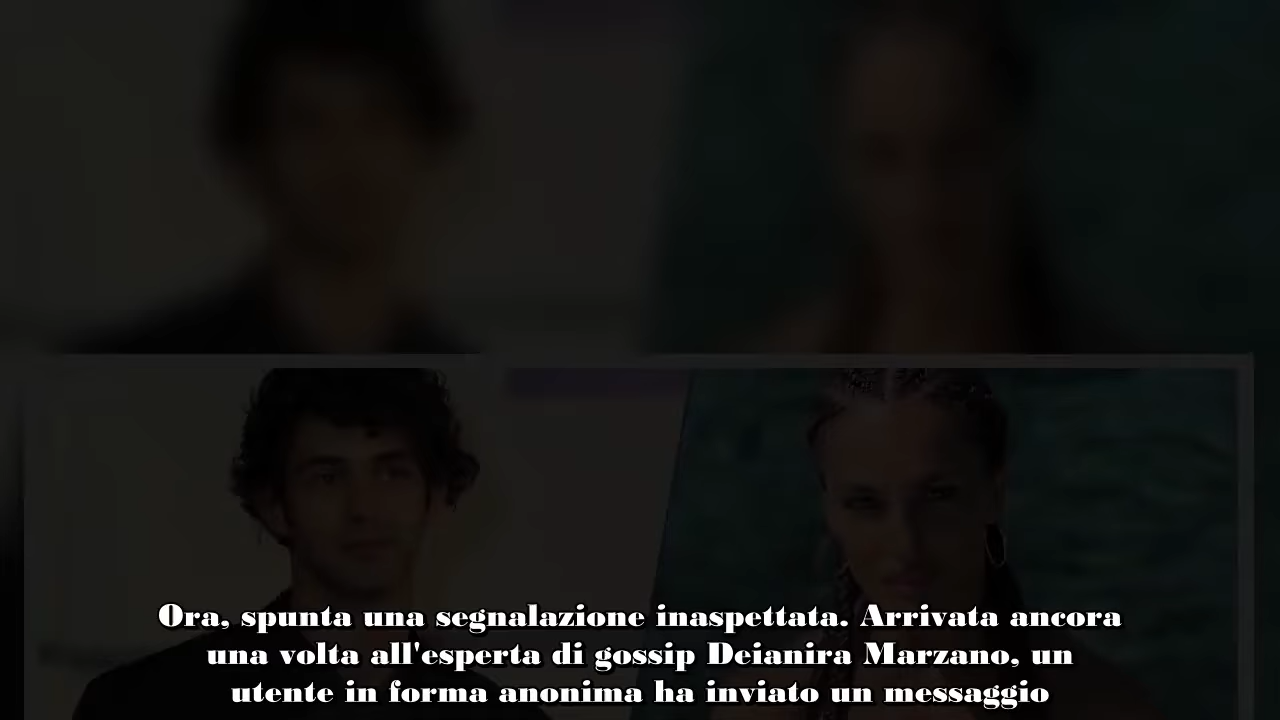 Ora, spunta una segnalazione inaspettata. Arrivata ancora
una volta all'esperta di gossip Deianira Marzano, un
utente in forma anonima ha inviato un messaggio